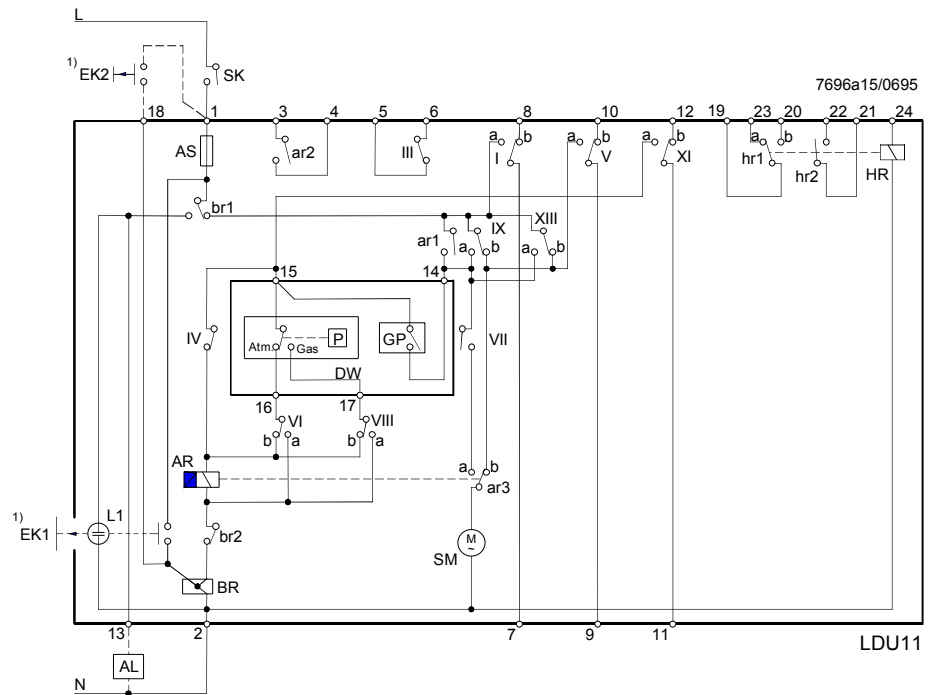 L
1) EK2
SK
7696a15/0695
18 1 3 4 5 6 8 10 12 19 23 20 22 21 24
AS
ar2
III
a b
I
a b
V
a b
XI
a b
hr1
hr2
HR
br1
ar1
IX
a b
XIII
a b
15
14
IV
Atm.
Gas
P
GP
VII
DW
16
17
VI
b a
VIII
b a
AR
a b
ar3
1)
EK1
L1
br2
M
~
SM
BR
13 2 7 9 11
LDU11
AL
N